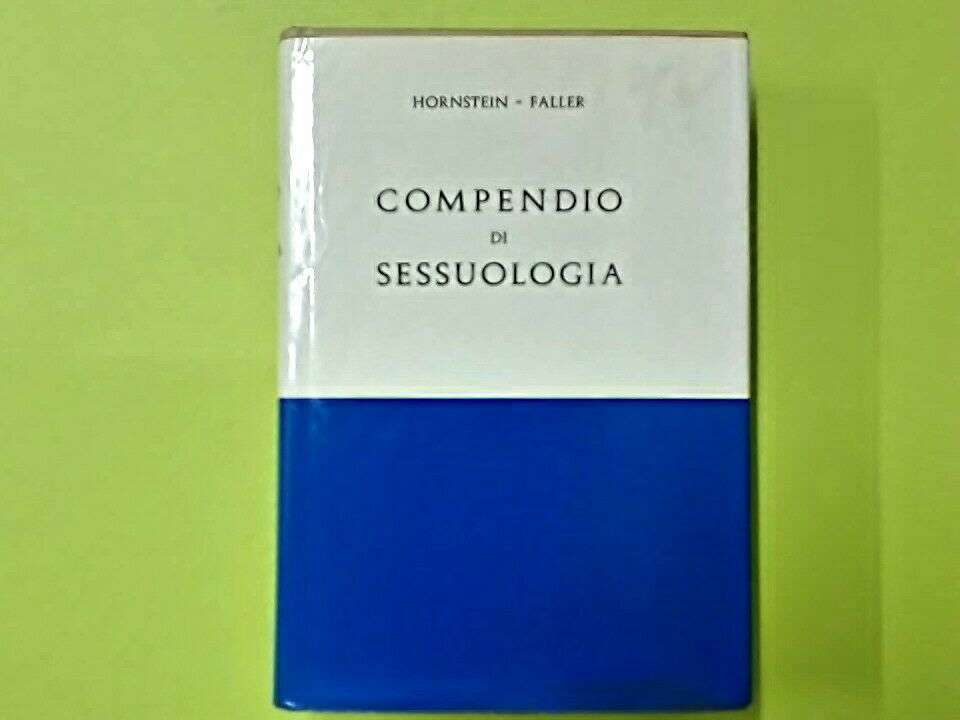 HORNSTEIN - FALLER
COMPENDIO
DI
SESSUOLOGIA